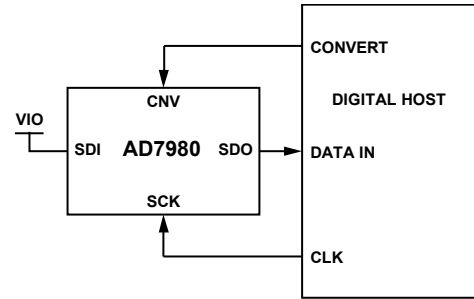 CONVERT
CNV
DIGITAL HOST
VIO
SDI AD7980 SDO DATA IN
SCK
CLK